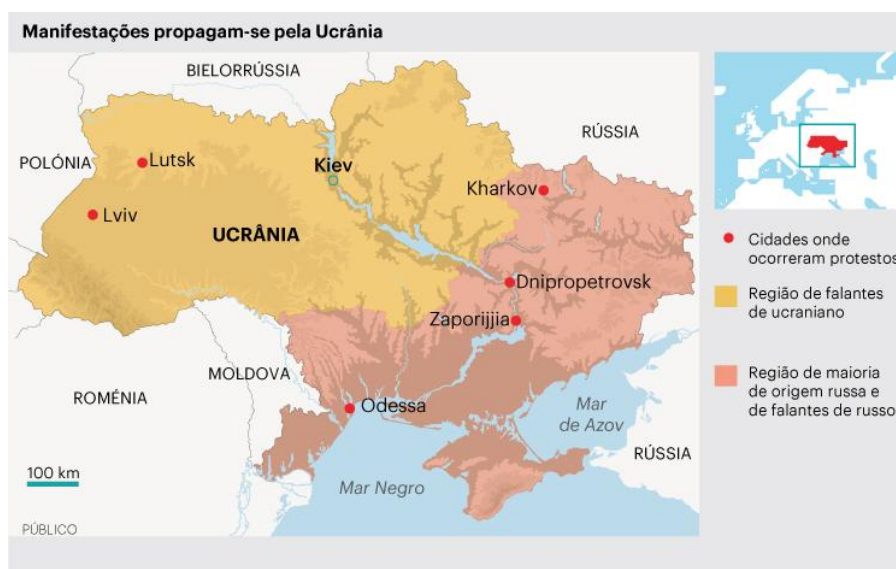 Manifestações propagam-se pela Ucrânia
BIELORRÚSSIA
RÚSSIA
POLÓNIA
Lutsk
Kiev
Kharkov
Lviv
UCRÂNIA
Dnipropetrovsk
Zaporijjia
MOLDOVA
ROMÉNIA
Odessa
Mar
de Azov
RÚSSIA
100 km
Mar Negro
PÚBLICO
Cidades onde
ocorreram protestos
Região de falantes
de ucraniano
Região de maioria
de origem russa e
de falantes de russo